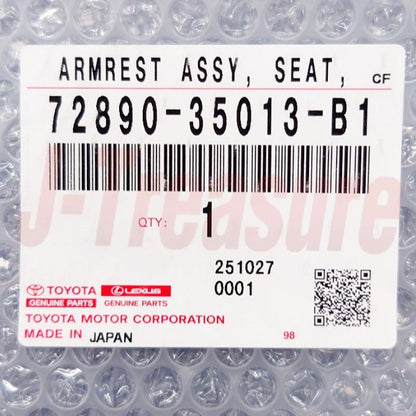 ARMREST ASSY, SEAT, CF
72890-35013-B1
J-Treasure
QTY: 1
251027
0001
TOYOTA LEXUS
GENUINE PARTS GENUINE PARTS
TOYOTA MOTOR CORPORATION
MADE IN JAPAN 98